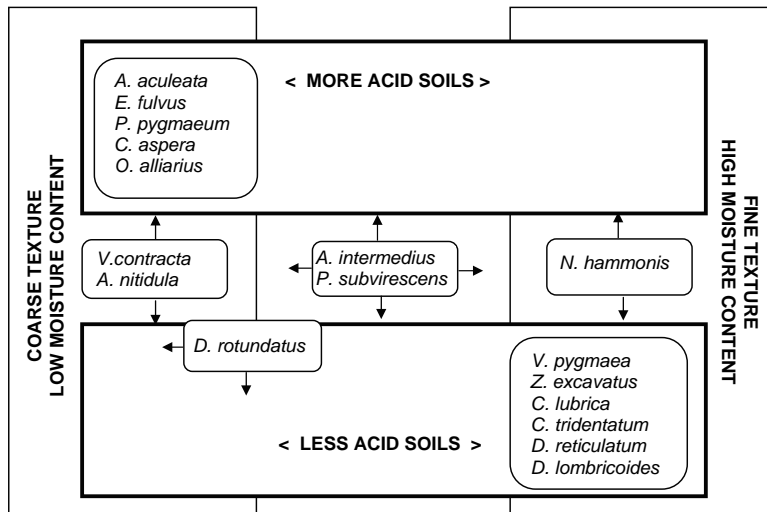 A. aculeata
E. fulvus
P. pygmaeum
C. aspera
O. alliarius
< MORE ACID SOILS >
COARSE TEXTURE
LOW MOISTURE CONTENT
FINE TEXTURE
HIGH MOISTURE CONTENT
V.contracta
A. nitidula
A. intermedius
P. subvirescens
N. hammonis
D. rotundatus
V. pygmaea
Z. excavatus
C. lubrica
C. tridentatum
D. reticulatum
D. lombricoides
< LESS ACID SOILS >